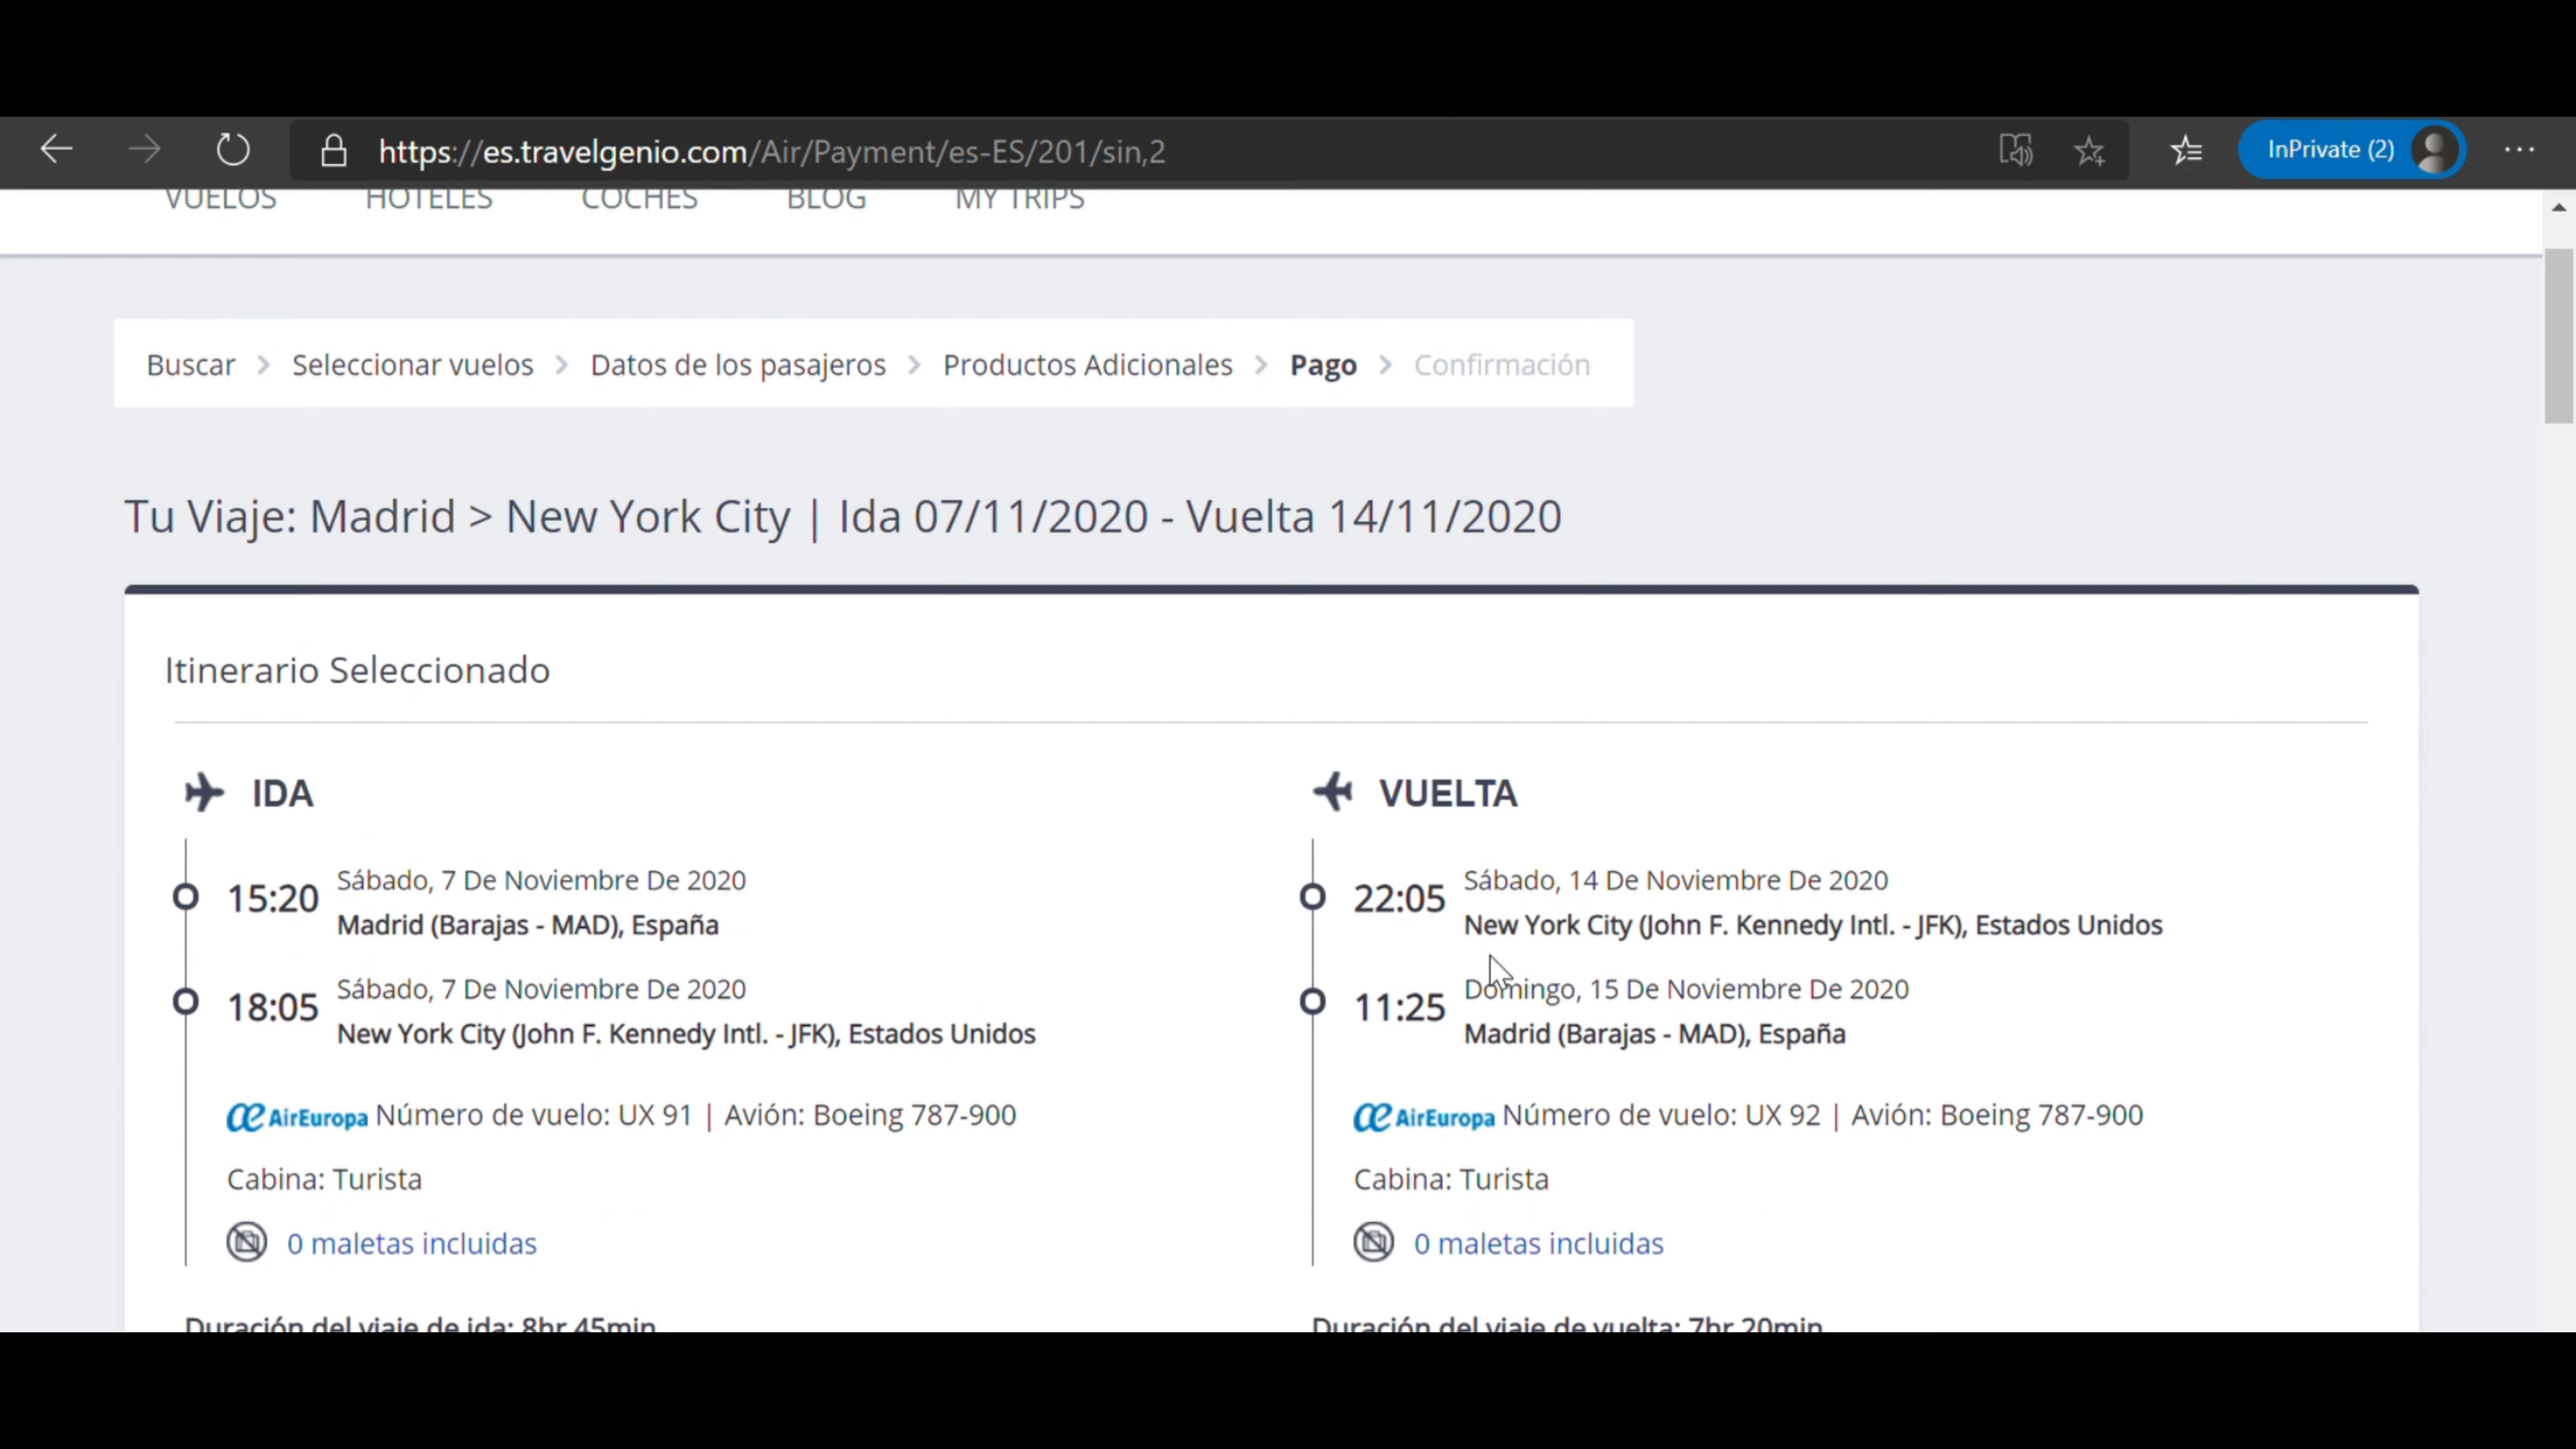 https://es.travelgenio.com/Air/Payment/es-ES/201/sin,2
InPrivate (2)
VUELOS HOTELES COCHES BLOG MY TRIPS
Buscar > Seleccionar vuelos > Datos de los pasajeros > Productos Adicionales > Pago > Confirmación
Tu Viaje: Madrid > New York City | Ida 07/11/2020 - Vuelta 14/11/2020
Itinerario Seleccionado
IDA
15:20 Sábado, 7 De Noviembre De 2020
Madrid (Barajas - MAD), España
18:05 Sábado, 7 De Noviembre De 2020
New York City (John F. Kennedy Intl. - JFK), Estados Unidos
AirEuropa Número de vuelo: UX 91 | Avión: Boeing 787-900
Cabina: Turista
0 maletas incluidas
Duración del viaje de ida: 8hr 45min
VUELTA
22:05 Sábado, 14 De Noviembre De 2020
New York City (John F. Kennedy Intl. - JFK), Estados Unidos
11:25 Domingo, 15 De Noviembre De 2020
Madrid (Barajas - MAD), España
AirEuropa Número de vuelo: UX 92 | Avión: Boeing 787-900
Cabina: Turista
0 maletas incluidas
Duración del viaje de vuelta: 7hr 20min